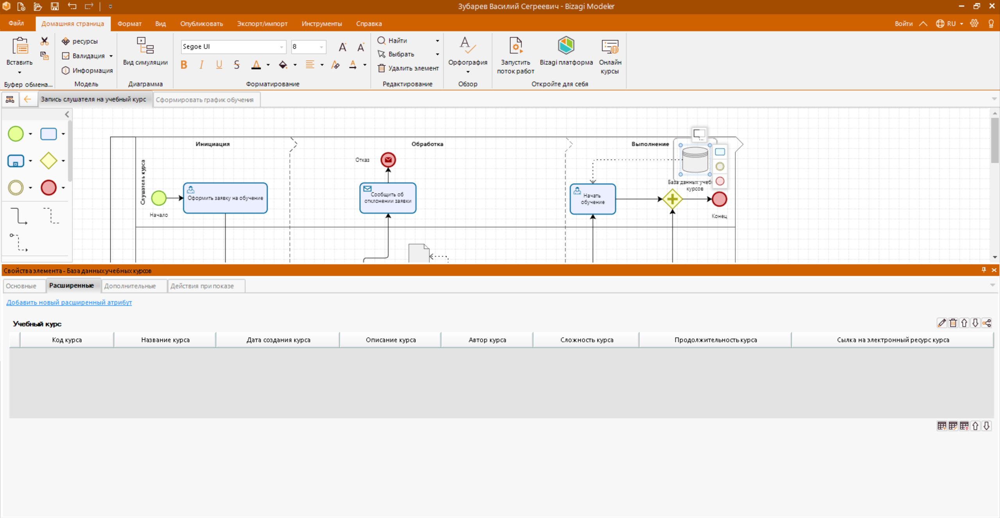 Зубарев Василий Сегреевич - Bizagi Modeler
Файл
Домашняя страница
Формат
Вид
Опубликовать
Экспорт/импорт
Инструменты
Справка
Войти
RU
Вставить
Буфер обмена...
ресурсы
Валидация
Информация
Модель
Вид симуляции
Диаграмма
Segoe UI
8
B I U S
Форматирование
Найти
Выбрать
Удалить элемент
Редактирование
Орфография
Обзор
Запустить
поток работ
Bizagi платформа
Онлайн
курсы
Откройте для себя
Запись слушателя на учебный курс
Сформировать график обучения
Инициация
Обработка
Выполнение
Слушатель курса
Отказ
Начало
Оформить заявку на обучение
Сообщить об
отклонении заявки
Начать
обучение
База данных учеб
курсов
Конец
Свойства элемента - База данных учебных курсов
Основные
Расширенные
Дополнительные
Действия при показе
Добавить новый расширенный атрибут
Учебный курс
Код курса
Название курса
Дата создания курса
Описание курса
Автор курса
Сложность курса
Продолжительность курса
Сылка на электронный ресурс курса